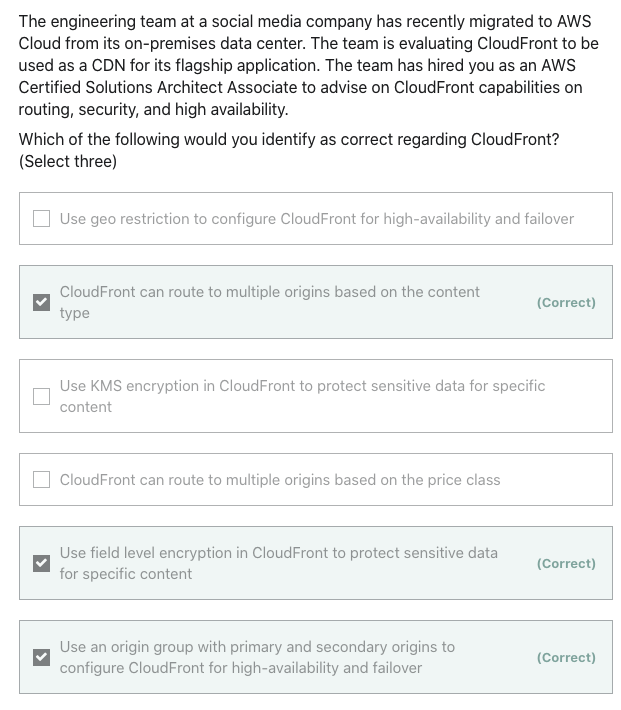 The engineering team at a social media company has recently migrated to AWS
Cloud from its on-premises data center. The team is evaluating CloudFront to be
used as a CDN for its flagship application. The team has hired you as an AWS
Certified Solutions Architect Associate to advise on CloudFront capabilities on
routing, security, and high availability.
Which of the following would you identify as correct regarding CloudFront?
(Select three)
Use geo restriction to configure CloudFront for high-availability and failover
CloudFront can route to multiple origins based on the content
type
(Correct)
Use KMS encryption in CloudFront to protect sensitive data for specific
content
CloudFront can route to multiple origins based on the price class
Use field level encryption in CloudFront to protect sensitive data
for specific content
(Correct)
Use an origin group with primary and secondary origins to
configure CloudFront for high-availability and failover
(Correct)